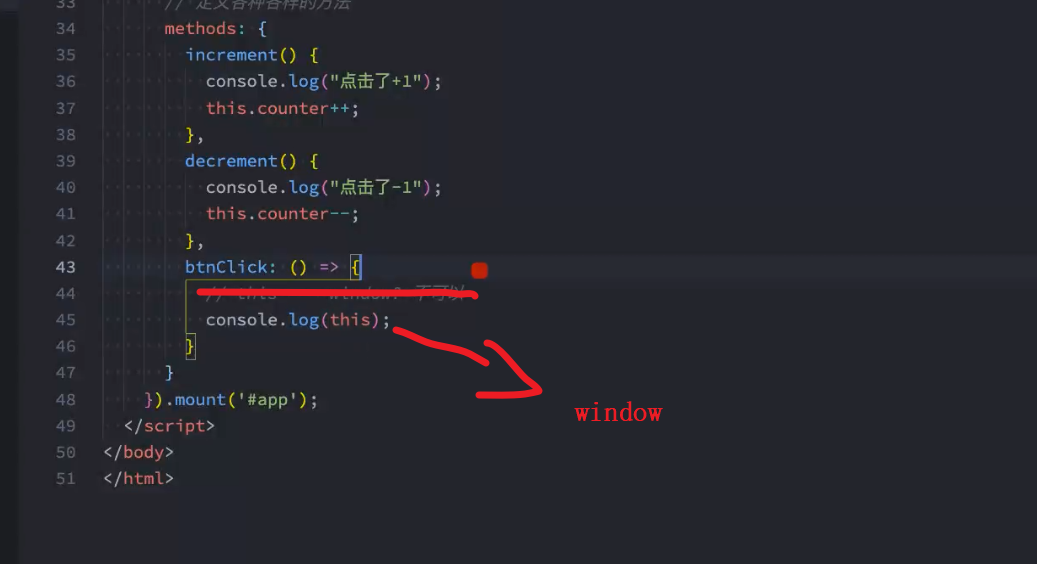 33 // 定义各种各样的方法
34 methods: {
35 increment() {
36 console.log("点击了+1");
37 this.counter++;
38 },
39 decrement() {
40 console.log("点击了-1");
41 this.counter--;
42 },
43 btnClick: () => {
44 // this window? 不可以
45 console.log(this);
46 }
47 }
48 }).mount('#app');
window
49 </script>
50 </body>
51 </html>